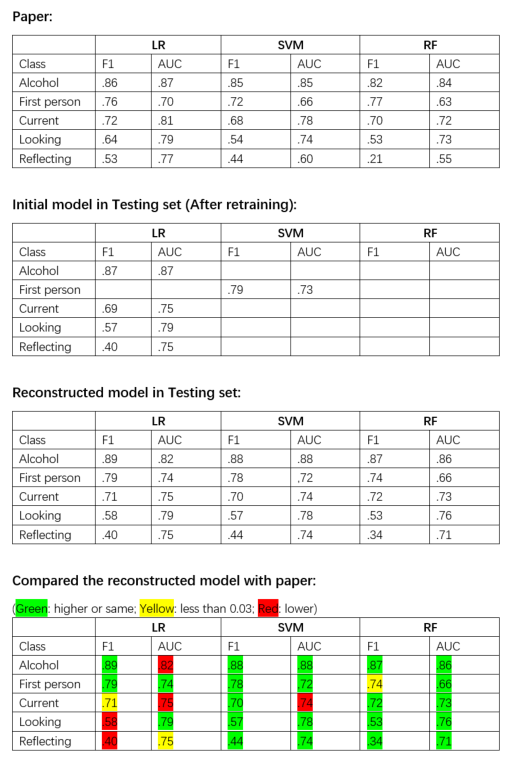 Paper:
LR SVM RF
Class F1 AUC F1 AUC F1 AUC
Alcohol .86 .87 .85 .85 .82 .84
First person .76 .70 .72 .66 .77 .63
Current .72 .81 .68 .78 .70 .72
Looking .64 .79 .54 .74 .53 .73
Reflecting .53 .77 .44 .60 .21 .55
Initial model in Testing set (After retraining):
LR SVM RF
Class F1 AUC F1 AUC F1 AUC
Alcohol .87 .87
First person .79 .73
Current .69 .75
Looking .57 .79
Reflecting .40 .75
Reconstructed model in Testing set:
LR SVM RF
Class F1 AUC F1 AUC F1 AUC
Alcohol .89 .82 .88 .88 .87 .86
First person .79 .74 .78 .72 .74 .66
Current .71 .75 .70 .74 .72 .73
Looking .58 .79 .57 .78 .53 .76
Reflecting .40 .75 .44 .74 .34 .71
Compared the reconstructed model with paper:
(Green: higher or same; Yellow: less than 0.03; Red: lower)
LR SVM RF
Class F1 AUC F1 AUC F1 AUC
Alcohol .89 .82 .88 .88 .87 .86
First person .79 .74 .78 .72 .74 .66
Current .71 .75 .70 .74 .72 .73
Looking .58 .79 .57 .78 .53 .76
Reflecting .40 .75 .44 .74 .34 .71